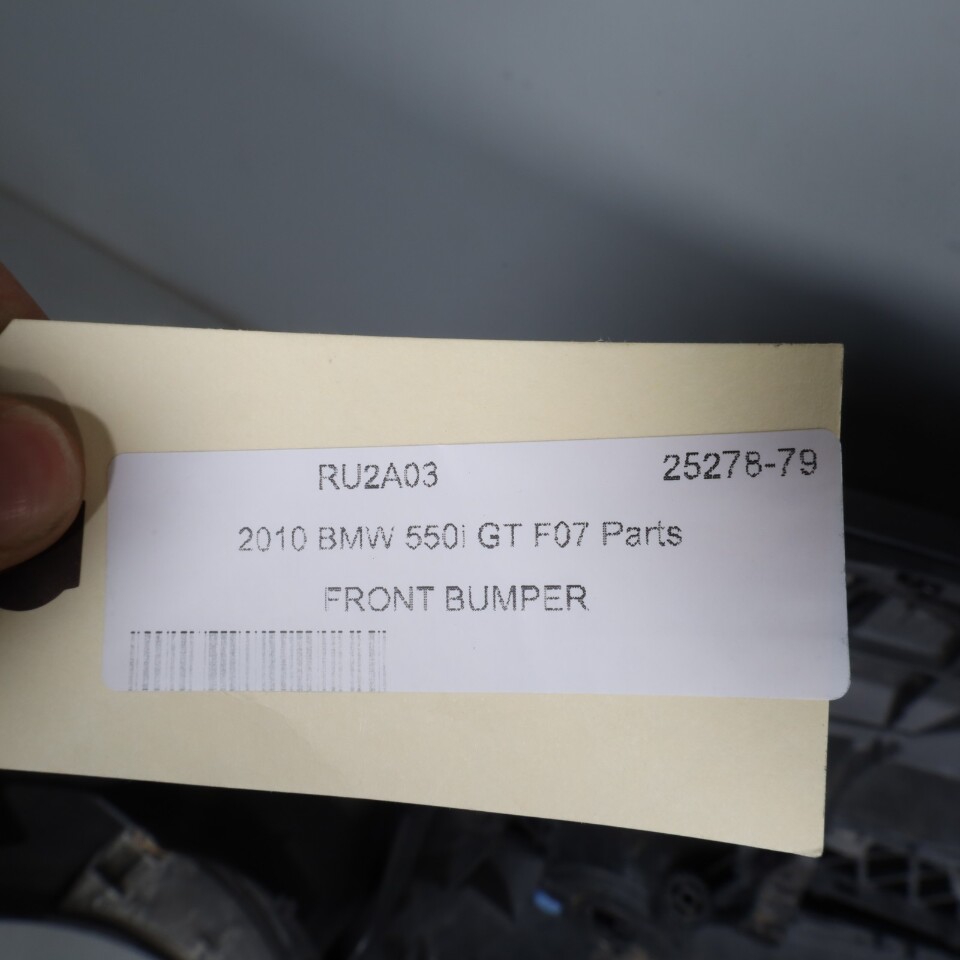 RU2A03 25278-79
2010 BMW 550i GT F07 Parts
FRONT BUMPER